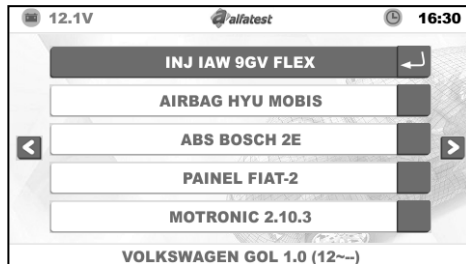 12.1V alfatest 16:30
INJ IAW 9GV FLEX
AIRBAG HYU MOBIS
ABS BOSCH 2E
PAINEL FIAT-2
MOTRONIC 2.10.3
VOLKSWAGEN GOL 1.0 (12~--)